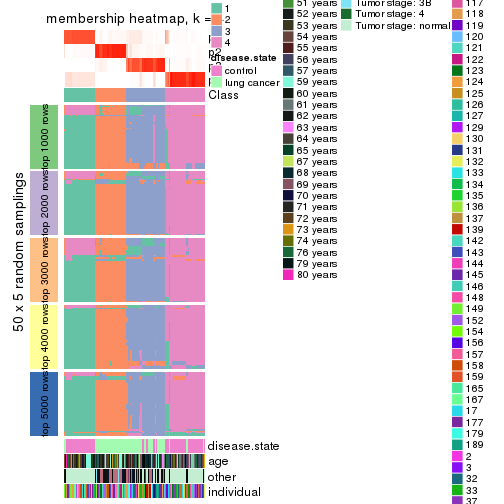 membership heatmap, k =
p2
1
2
3
4
disease.state
control
lung cancer
Class
50 x 5 random samplings
top 1000 rows
top 2000 rows
top 3000 rows
top 4000 rows
top 5000 rows
disease.state
age
other
individual
51 years
52 years
53 years
54 years
55 years
56 years
57 years
59 years
60 years
61 years
62 years
63 years
64 years
65 years
67 years
68 years
69 years
70 years
71 years
72 years
73 years
74 years
76 years
79 years
80 years
Tumor stage: 3B
Tumor stage: 4
Tumor stage: normal
117
118
119
120
121
122
123
124
125
126
127
129
130
131
132
133
134
135
136
137
139
142
143
144
145
146
148
149
152
154
156
157
158
159
165
167
17
177
179
189
2
3
32
33
37